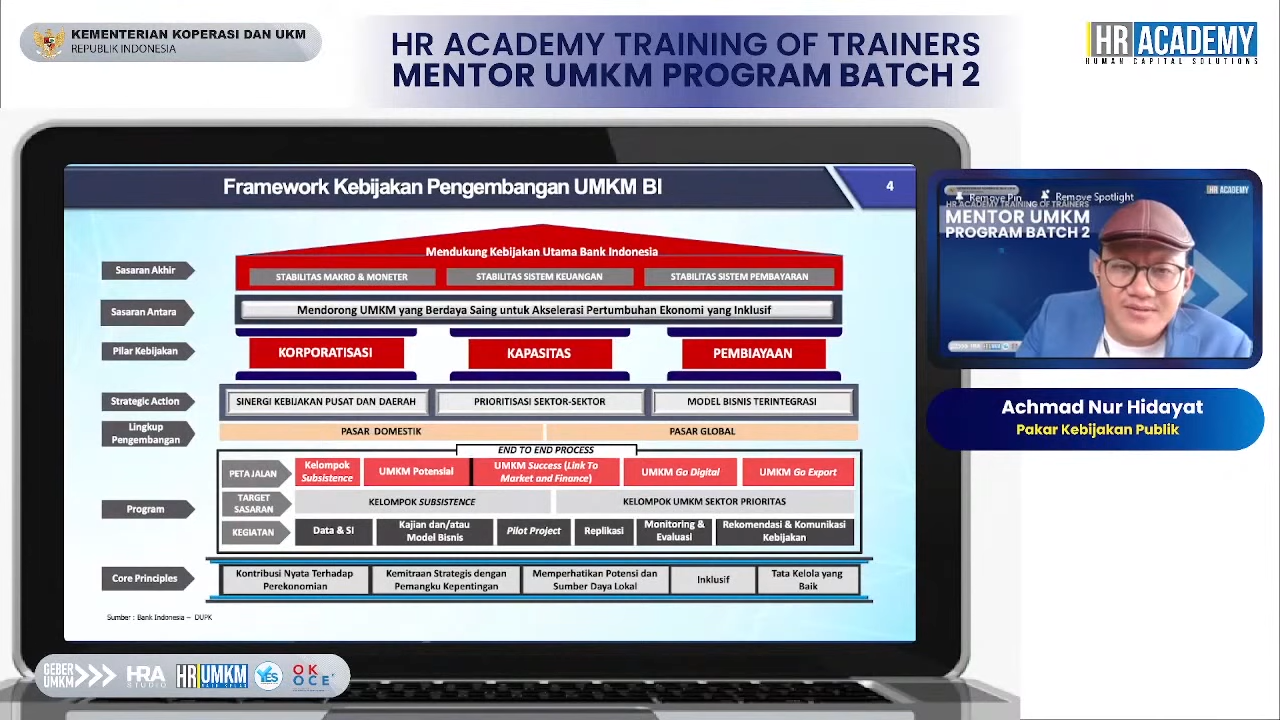 KEMENTERIAN KOPERASI DAN UKM
REPUBLIK INDONESIA
HR ACADEMY TRAINING OF TRAINERS
MENTOR UMKM PROGRAM BATCH 2
HR ACADEMY
HUMAN CAPITAL SOLUTIONS
Framework Kebijakan Pengembangan UMKM BI
4
Sasaran Akhir
Mendukung Kebijakan Utama Bank Indonesia
STABILITAS MAKRO & MONETER
STABILITAS SISTEM KEUANGAN
STABILITAS SISTEM PEMBAYARAN
Sasaran Antara
Mendorong UMKM yang Berdaya Saing untuk Akselerasi Pertumbuhan Ekonomi yang Inklusif
Pilar Kebijakan
KORPORATISASI
KAPASITAS
PEMBIAYAAN
Strategic Action
SINERGI KEBIJAKAN PUSAT DAN DAERAH
PRIORITISASI SEKTOR-SEKTOR
MODEL BISNIS TERINTEGRASI
Lingkup
Pengembangan
PASAR DOMESTIK
PASAR GLOBAL
END TO END PROCESS
Program
PETA JALAN
Kelompok
Subsistence
UMKM Potensial
UMKM Success (Link To
Market and Finance)
UMKM Go Digital
UMKM Go Export
TARGET
SASARAN
KELOMPOK SUBSISTENCE
KELOMPOK UMKM SEKTOR PRIORITAS
KEGIATAN
Data & SI
Kajian dan/atau
Model Bisnis
Pilot Project
Replikasi
Monitoring &
Evaluasi
Rekomendasi & Komunikasi
Kebijakan
Core Principles
Kontribusi Nyata Terhadap
Perekonomian
Kemitraan Strategis dengan
Pemangku Kepentingan
Memperhatikan Potensi dan
Sumber Daya Lokal
Inklusif
Tata Kelola yang
Baik
Sumber : Bank Indonesia – DUPK
Remove Pin
Remove Spotlight
HR ACADEMY
HR ACADEMY TRAINING OF TRAINERS
MENTOR UMKM
PROGRAM BATCH 2
Achmad Nur Hidayat
Pakar Kebijakan Publik
GEBER
UMKM
HRA
STUDIO
HR UMKM
YES
OK
OCE